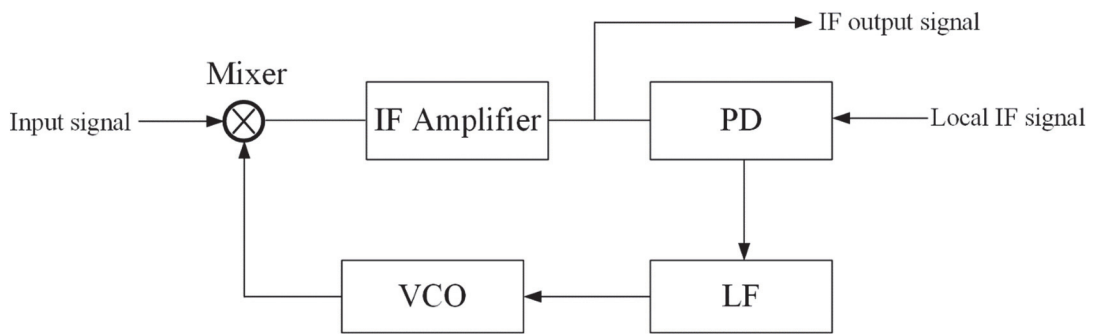 IF output signal
Mixer
Input signal
IF Amplifier
PD
Local IF signal
VCO
LF